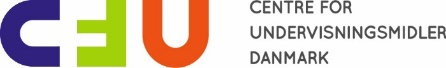 CFU
CENTRE FOR
UNDERVISNINGSMIDLER
DANMARK